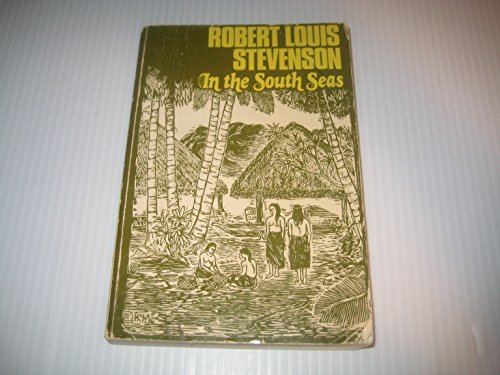 ROBERT LOUIS
STEVENSON
In the South Seas